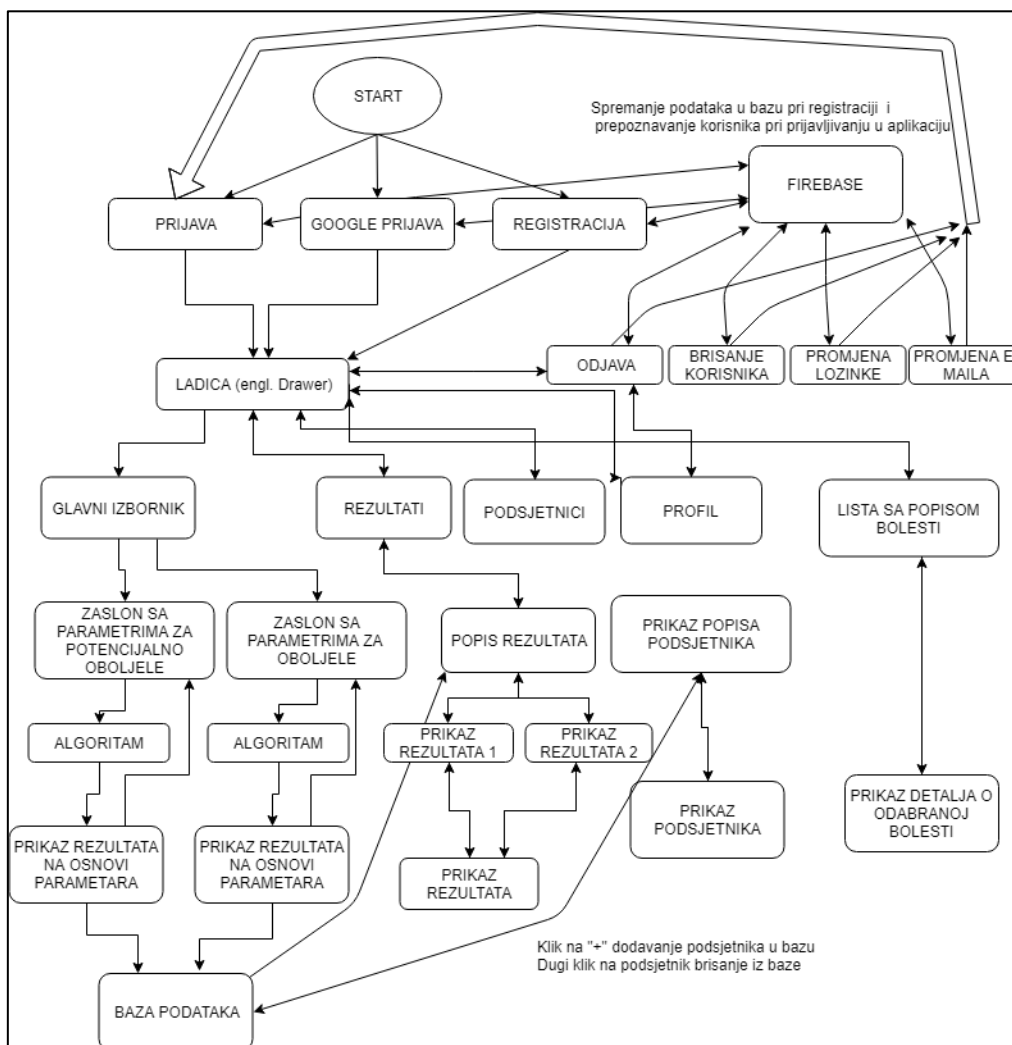 START
Spremanje podataka u bazu pri registraciji i
prepoznavanje korisnika pri prijavljivanju u aplikaciju
FIREBASE
PRIJAVA
GOOGLE PRIJAVA
REGISTRACIJA
ODJAVA
BRISANJE
KORISNIKA
PROMJENA
LOZINKE
PROMJENA E
MAILA
LADICA (engl. Drawer)
GLAVNI IZBORNIK
REZULTATI
PODSJETNICI
PROFIL
LISTA SA POPISOM
BOLESTI
ZASLON SA
PARAMETRIMA ZA
POTENCIJALNO
OBOLJELE
ZASLON SA
PARAMETRIMA ZA
OBOLJELE
POPIS REZULTATA
PRIKAZ POPISA
PODSJETNIKA
ALGORITAM
ALGORITAM
PRIKAZ
REZULTATA 1
PRIKAZ
REZULTATA 2
PRIKAZ
PODSJETNIKA
PRIKAZ DETALJA O
ODABRANOJ
BOLESTI
PRIKAZ REZULTATA
NA OSNOVI
PARAMETARA
PRIKAZ REZULTATA
NA OSNOVI
PARAMETARA
PRIKAZ
REZULTATA
Klik na "+" dodavanje podsjetnika u bazu
Dugi klik na podsjetnik brisanje iz baze
BAZA PODATAKA